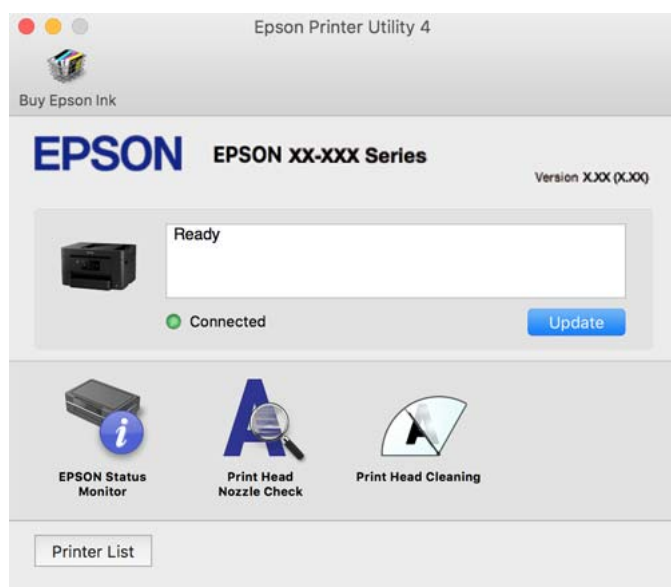 Epson Printer Utility 4
Buy Epson Ink
EPSON
EPSON XX-XXX Series
Version X.XX (X.XX)
Ready
Connected
Update
EPSON Status
Monitor
Print Head
Nozzle Check
Print Head Cleaning
Printer List